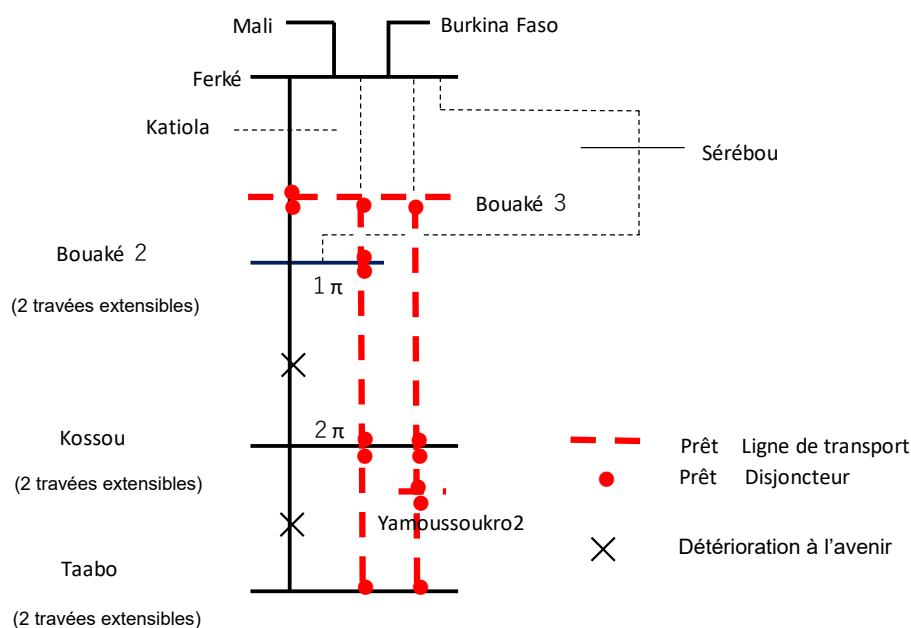 Mali
Burkina Faso
Ferké
Katiola
Sérébou
Bouaké 3
Bouaké 2
1π
(2 travées extensibles)
Kossou
2π
(2 travées extensibles)
Prêt Ligne de transport
Prêt Disjoncteur
Yamoussoukro2
Détérioration à l'avenir
Taabo
(2 travées extensibles)